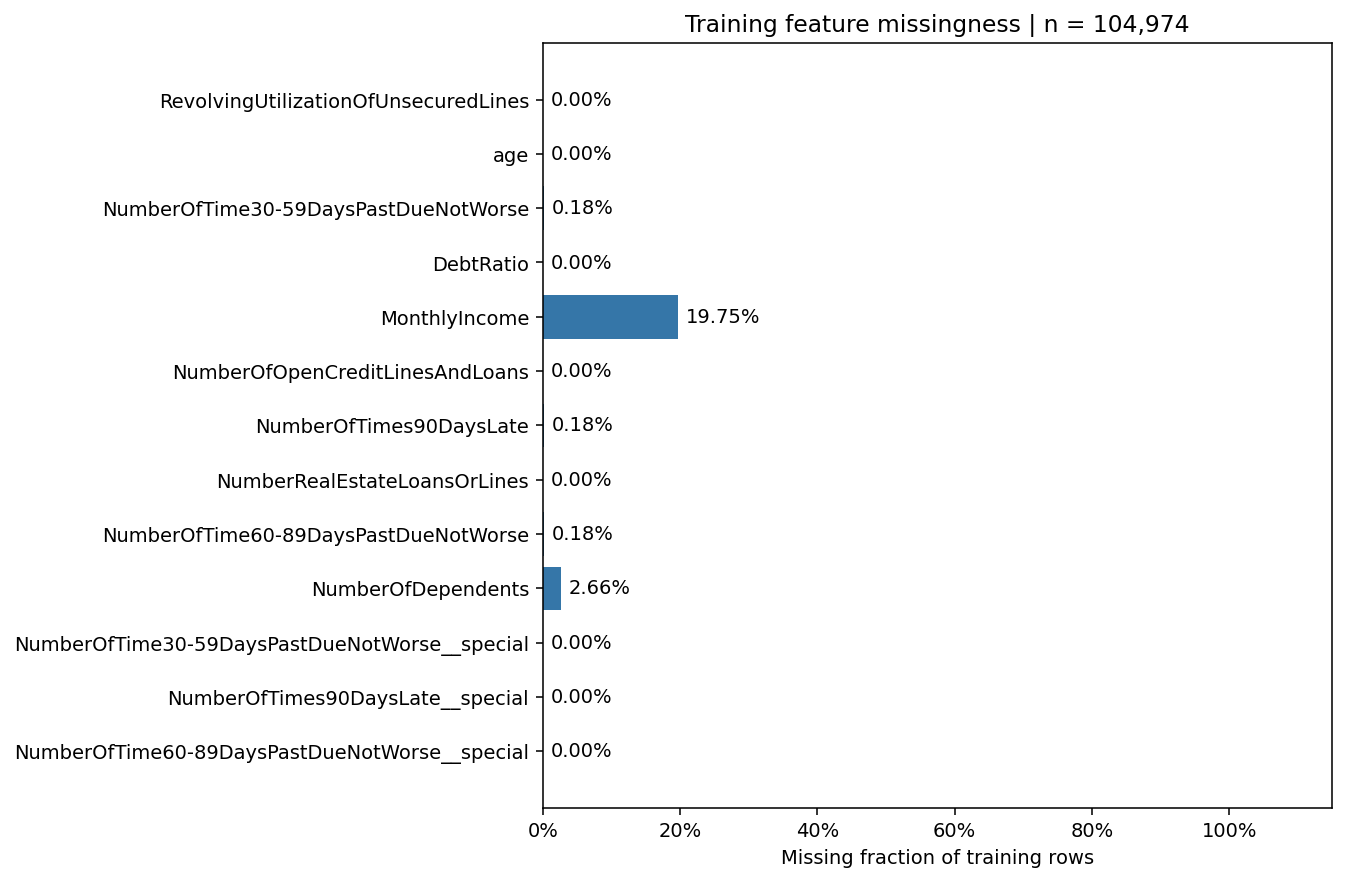 Training feature missingness | n = 104,974
RevolvingUtilizationOfUnsecuredLines 0.00%
age 0.00%
NumberOfTime30-59DaysPastDueNotWorse 0.18%
DebtRatio 0.00%
MonthlyIncome 19.75%
NumberOfOpenCreditLinesAndLoans 0.00%
NumberOfTimes90DaysLate 0.18%
NumberRealEstateLoansOrLines 0.00%
NumberOfTime60-89DaysPastDueNotWorse 0.18%
NumberOfDependents 2.66%
NumberOfTime30-59DaysPastDueNotWorse__special 0.00%
NumberOfTimes90DaysLate__special 0.00%
NumberOfTime60-89DaysPastDueNotWorse__special 0.00%
0% 20% 40% 60% 80% 100%
Missing fraction of training rows